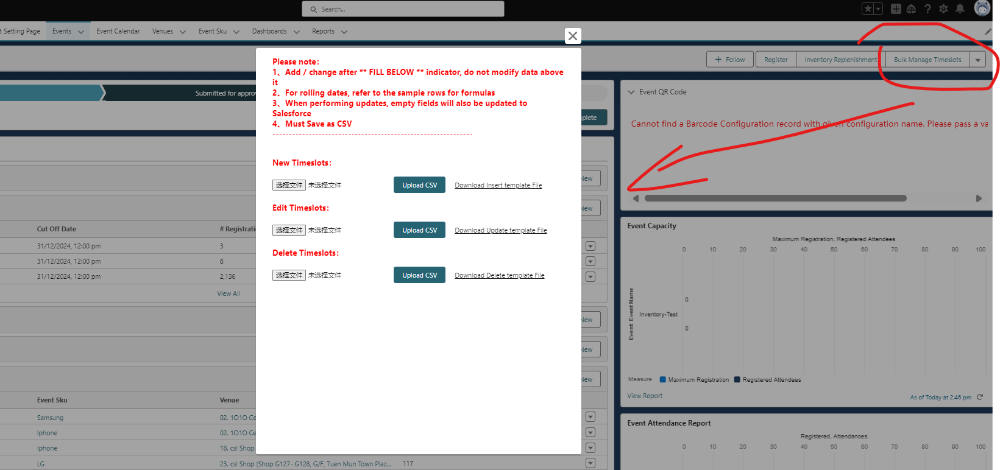 Search...
t Setting Page Events Event Calendar Venues Event Sku Dashboards Reports
Follow Register Inventory Replenishment Bulk Manage Timeslots
Submitted for approv
plete
Please note:
1、Add / change after ** FILL BELOW ** indicator, do not modify data above
it
2、For rolling dates, refer to the sample rows for formulas
3、When performing updates, empty fields will also be updated to
Salesforce
4、Must Save as CSV
------------------------------------------------------------
New Timeslots:
选择文件 未选择文件 Upload CSV Download Insert template File
Edit Timeslots:
选择文件 未选择文件 Upload CSV Download Update template File
Delete Timeslots:
选择文件 未选择文件 Upload CSV Download Delete template File
New
New
Cut Off Date # Registratio
31/12/2024, 12:00 pm 3
31/12/2024, 12:00 pm 8
31/12/2024, 12:00 pm 2,136
View All
New
New
New
Event Sku Venue
Samsung 02. 1O1O Ce
Iphone 02. 1O1O Ce
Iphone 18. csl Shop
LG 23. csl Shop (Shop G127- G128, G/F, Tuen Mun Town Plaz... 117
Event QR Code
Cannot find a Barcode Configuration record with given configuration name. Please pass a va
Event Capacity
Maximum Registration, Registered Attendees
0 10 20 30 40 50 60 70 80 90 100
Event: Event Name
Inventory-Test
0
0
Measure Maximum Registration Registered Attendees
View Report As of Today at 2:46 pm
Event Attendance Report
Registered, Attendances
0 10 20 30 40 50 60 70 80 90 100